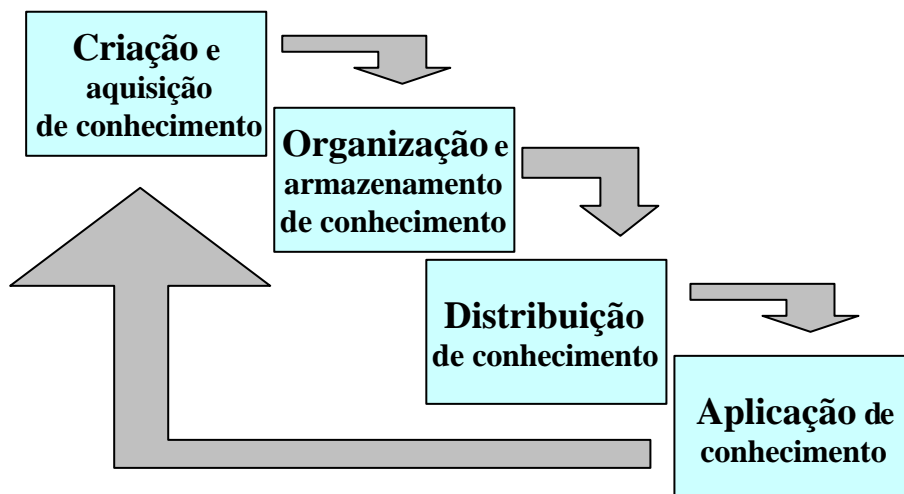 Criação e
aquisição
de conhecimento
Organização e
armazenamento
de conhecimento
Distribuição
de conhecimento
Aplicação de
conhecimento